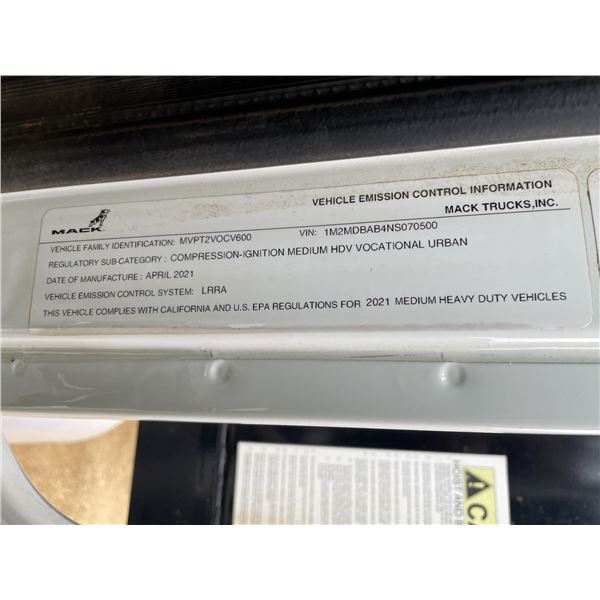 VEHICLE EMISSION CONTROL INFORMATION
MACK
MACK TRUCKS,INC.
VEHICLE FAMILY IDENTIFICATION: MVPT2VOCV600 VIN: 1M2MDBAB4NS070500
REGULATORY SUB-CATEGORY: COMPRESSION-IGNITION MEDIUM HDV VOCATIONAL URBAN
DATE OF MANUFACTURE: APRIL 2021
VEHICLE EMISSION CONTROL SYSTEM: LRRA
THIS VEHICLE COMPLIES WITH CALIFORNIA AND U.S. EPA REGULATIONS FOR 2021 MEDIUM HEAVY DUTY VEHICLES
MOIST AND